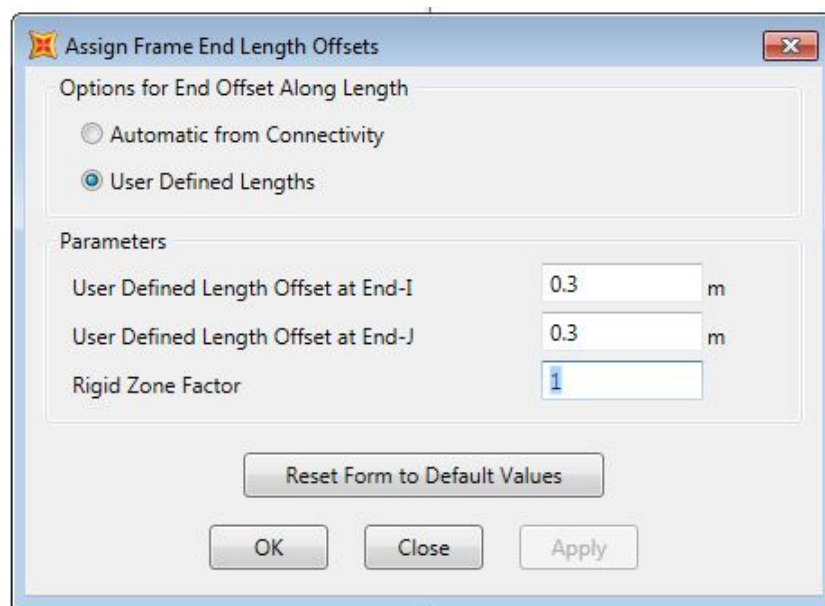 Assign Frame End Length Offsets
Options for End Offset Along Length
Automatic from Connectivity
User Defined Lengths
Parameters
User Defined Length Offset at End-I 0.3 m
User Defined Length Offset at End-J 0.3 m
Rigid Zone Factor 1
Reset Form to Default Values
OK Close Apply